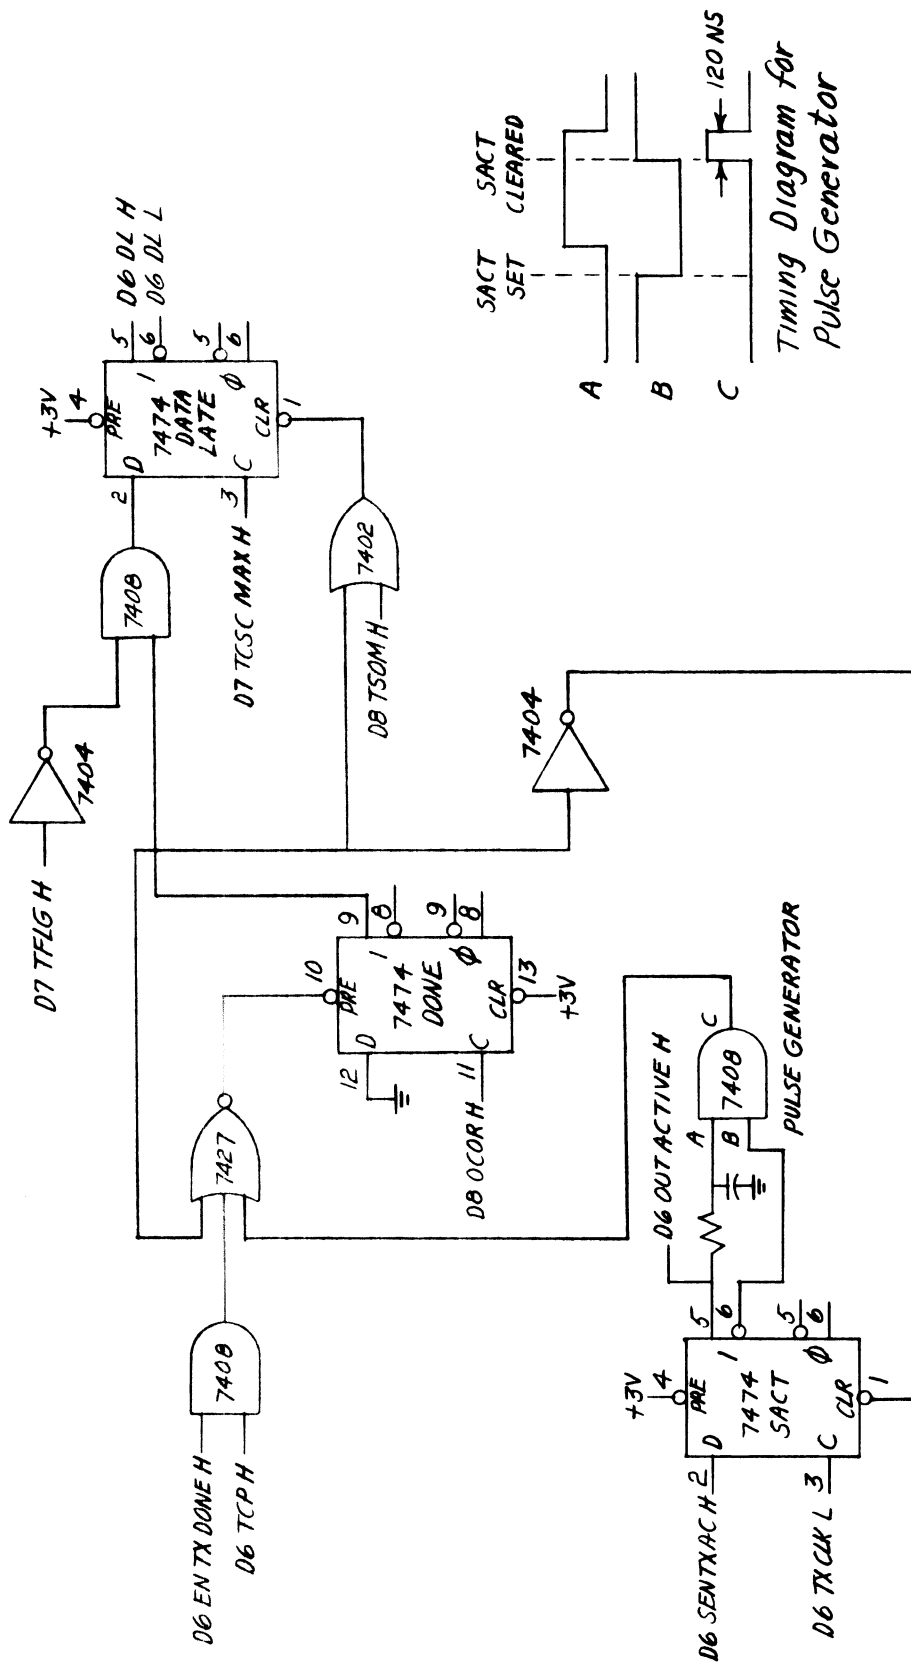 D7 TFLG H
7404
7408
+3V
4
PRE
2
D
7474
DATA
LATE
1
5
D6 DL H
6
D6 DL L
5
Φ
6
C
3
D7 TCSC MAX H
CLR
1
7402
D8 TSOM H
7404
D6 EN TX DONE H
D6 TCP H
7408
7427
10
PRE
12
D
7474
DONE
1
9
8
9
Φ
8
C
11
D8 OCOR H
CLR
13
+3V
+3V
4
PRE
D6 SENTXAC H
2
D
7474
SACT
1
5
6
5
Φ
6
C
3
D6 TX CLK L
CLR
1
D6 OUT ACTIVE H
A
B
7408
C
PULSE GENERATOR
SACT
SET
SACT
CLEARED
A
B
C
120 NS
Timing Diagram for
Pulse Generator